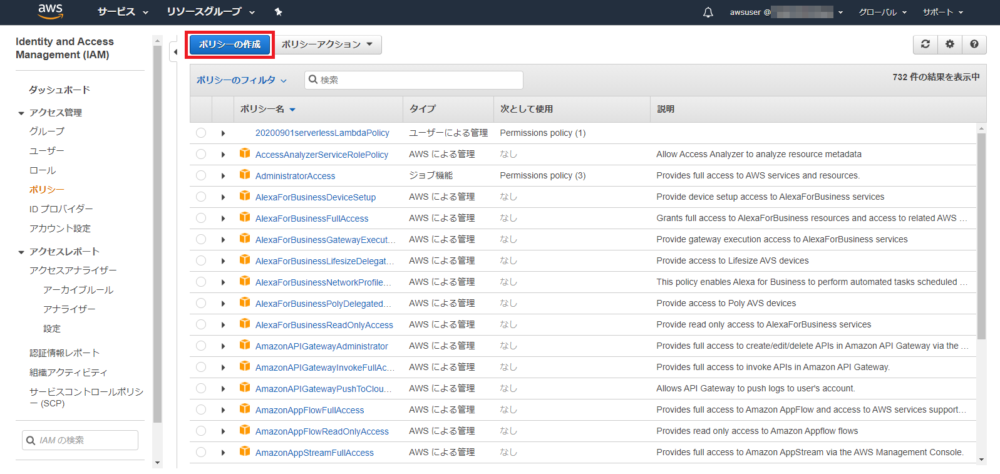 aws サービス リソースグループ awsuser @ グローバル サポート
Identity and Access
Management (IAM)
ダッシュボード
アクセス管理
グループ
ユーザー
ロール
ポリシー
ID プロバイダー
アカウント設定
アクセスレポート
アクセスアナライザー
アーカイブルール
アナライザー
設定
認証情報レポート
組織アクティビティ
サービスコントロールポリシ
ー (SCP)
IAM の検索
ポリシーの作成 ポリシーアクション
ポリシーのフィルタ 検索 732 件の結果を表示中
ポリシー名 タイプ 次として使用 説明
20200901serverlessLambdaPolicy ユーザーによる管理 Permissions policy (1)
AccessAnalyzerServiceRolePolicy AWS による管理 なし Allow Access Analyzer to analyze resource metadata
AdministratorAccess ジョブ機能 Permissions policy (3) Provides full access to AWS services and resources.
AlexaForBusinessDeviceSetup AWS による管理 なし Provide device setup access to AlexaForBusiness services
AlexaForBusinessFullAccess AWS による管理 なし Grants full access to AlexaForBusiness resources and access to related AWS ...
AlexaForBusinessGatewayExecut... AWS による管理 なし Provide gateway execution access to AlexaForBusiness services
AlexaForBusinessLifesizeDelegat... AWS による管理 なし Provide access to Lifesize AVS devices
AlexaForBusinessNetworkProfile... AWS による管理 なし This policy enables Alexa for Business to perform automated tasks scheduled ...
AlexaForBusinessPolyDelegated... AWS による管理 なし Provide access to Poly AVS devices
AlexaForBusinessReadOnlyAccess AWS による管理 なし Provide read only access to AlexaForBusiness services
AmazonAPIGatewayAdministrator AWS による管理 なし Provides full access to create/edit/delete APIs in Amazon API Gateway via the ...
AmazonAPIGatewayInvokeFullAc... AWS による管理 なし Provides full access to invoke APIs in Amazon API Gateway.
AmazonAPIGatewayPushToClou... AWS による管理 なし Allows API Gateway to push logs to user's account.
AmazonAppFlowFullAccess AWS による管理 なし Provides full access to Amazon AppFlow and access to AWS services support...
AmazonAppFlowReadOnlyAccess AWS による管理 なし Provides read only access to Amazon Appflow flows
AmazonAppStreamFullAccess AWS による管理 なし Provides full access to Amazon AppStream via the AWS Management Console.